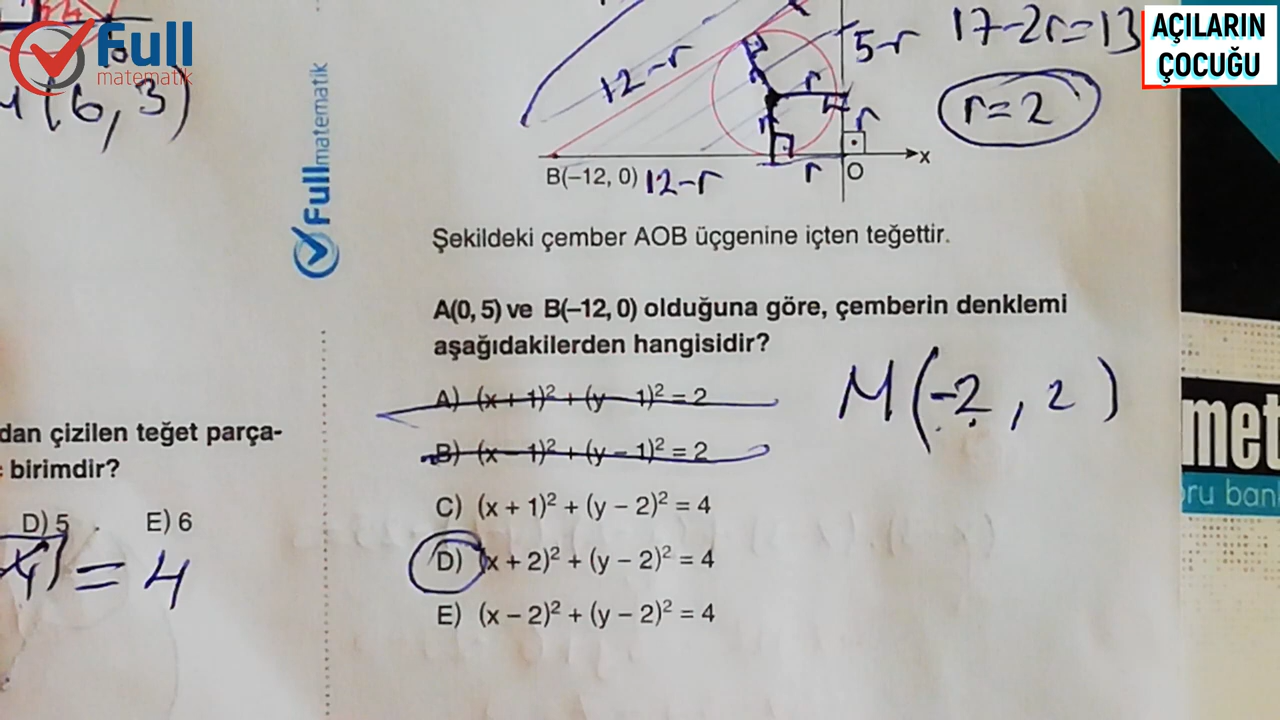 Full
matematik
(6, 3)
Fullmatematik
dan çizilen teğet parça-
birimdir?
D) 5
E) 6
= 4
12-r
5-r
r
r
r
r
B(–12, 0)
12-r
O
x
17-2r=13
r=2
AÇILARIN
ÇOCUĞU
Şekildeki çember AOB üçgenine içten teğettir.
A(0, 5) ve B(–12, 0) olduğuna göre, çemberin denklemi
aşağıdakilerden hangisidir?
A) (x + 1)² + (y – 1)² = 2
B) (x – 1)² + (y – 1)² = 2
C) (x + 1)² + (y – 2)² = 4
D) (x + 2)² + (y – 2)² = 4
E) (x – 2)² + (y – 2)² = 4
M(-2, 2)
met
oru ban